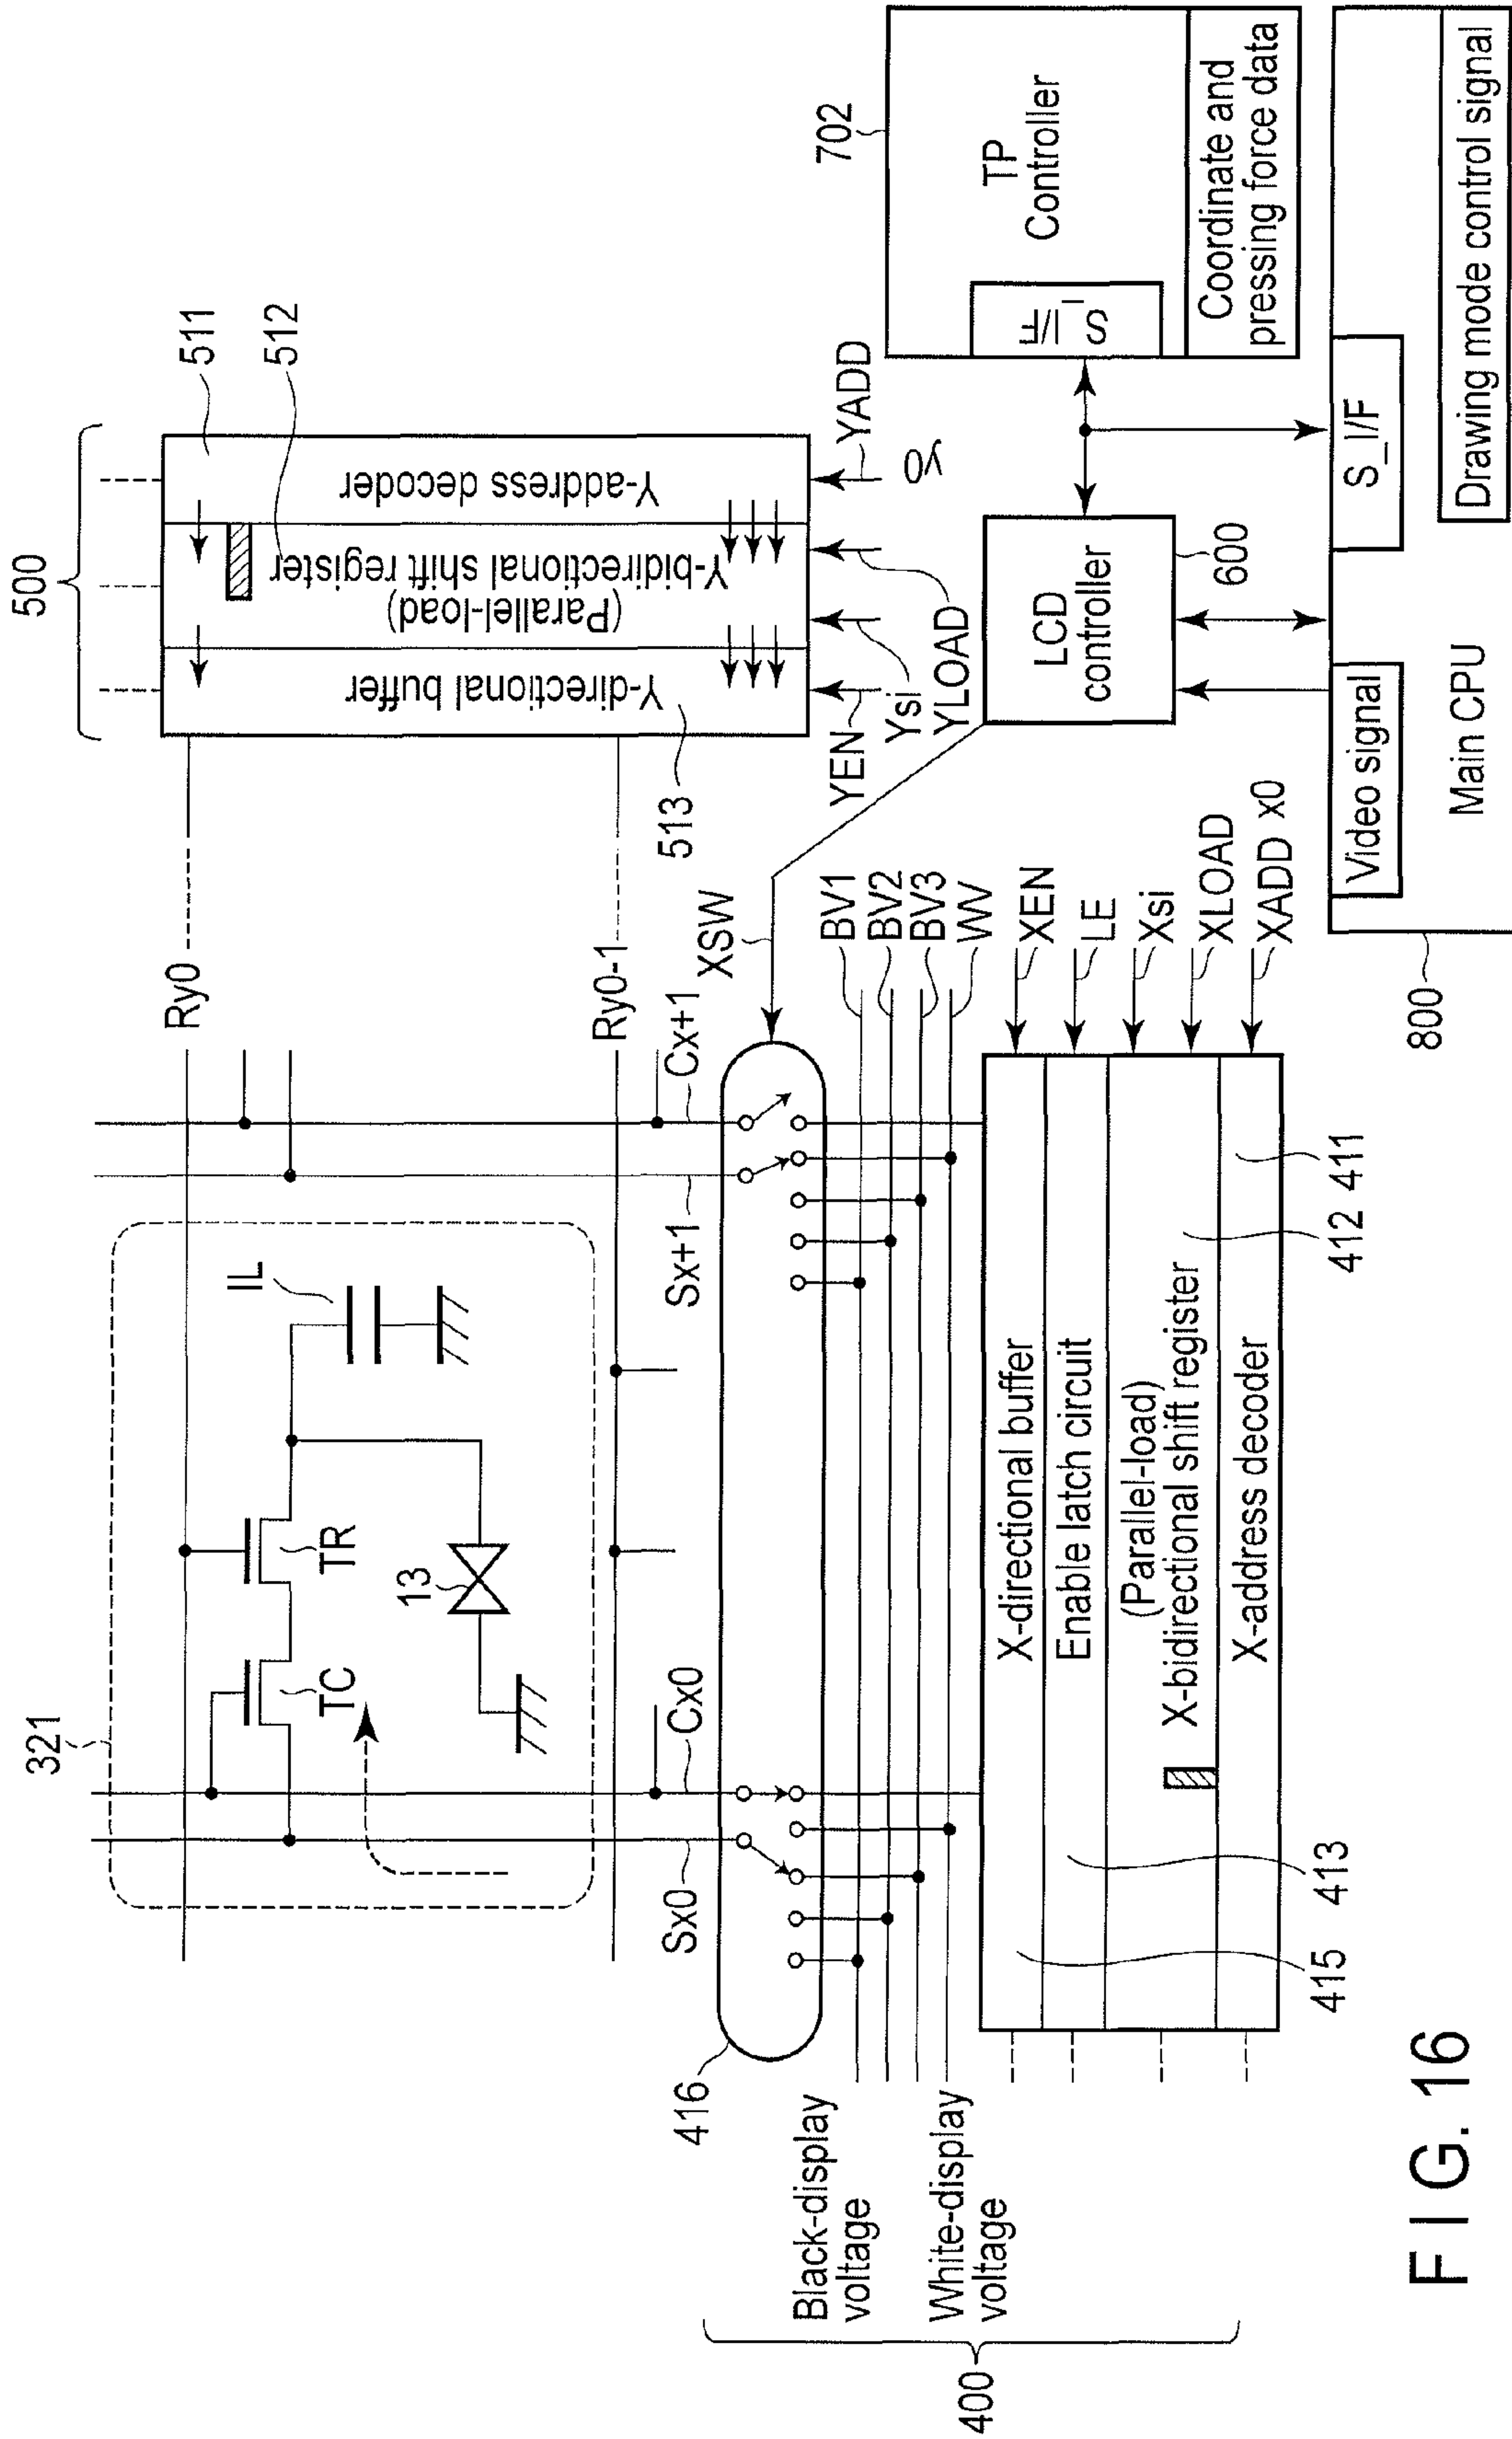 321
Ry0
500
511
512
TC
TR
IL
13
Y-directional buffer
Y-bidirectional shift register
(Parallel-load)
Y-address decoder
Ry0-1
513
YEN
Ysi
YLOAD
y0
YADD
702
Sx0
Cx0
Sx+1
Cx+1
XSW
416
Black-display
voltage
White-display
voltage
BV1
BV2
BV3
WV
400
X-directional buffer
Enable latch circuit
(Parallel-load)
X-bidirectional shift register
X-address decoder
XEN
LE
Xsi
XLOAD
XADD x0
415
413
412
411
LCD
controller
600
TP
Controller
S_I/F
Coordinate and
pressing force data
800
Video signal
S_I/F
Main CPU
Drawing mode control signal
FIG. 16